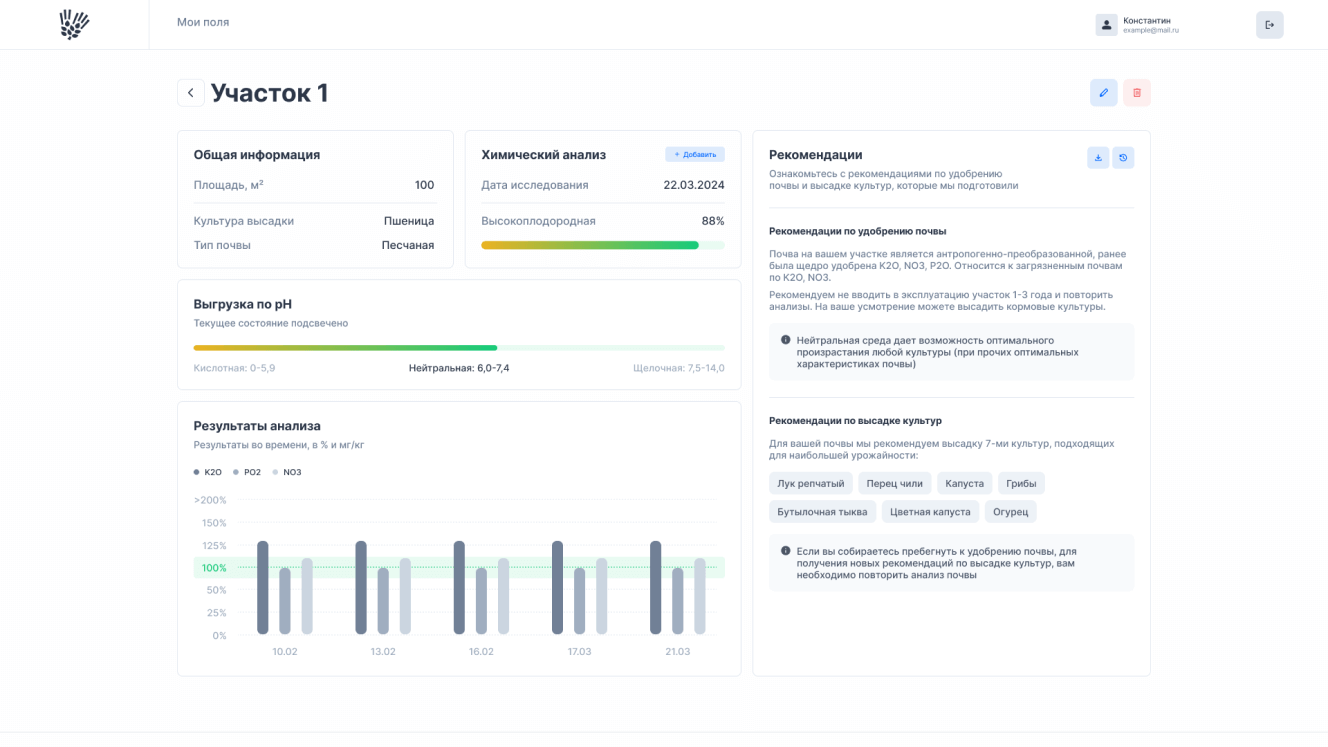 Мои поля
Константин
example@mail.ru
Участок 1
Общая информация
Площадь, м²
100
Культура высадки
Пшеница
Тип почвы
Песчаная
Химический анализ
+ Добавить
Дата исследования
22.03.2024
Высокоплодородная
88%
Выгрузка по pH
Текущее состояние подсвечено
Кислотная: 0-5,9
Нейтральная: 6,0-7,4
Щелочная: 7,5-14,0
Результаты анализа
Результаты во времени, в % и мг/кг
K2O
PO2
NO3
>200%
150%
125%
100%
50%
25%
0%
10.02
13.02
16.02
17.03
21.03
Рекомендации
Ознакомьтесь с рекомендациями по удобрению
почвы и высадке культур, которые мы подготовили
Рекомендации по удобрению почвы
Почва на вашем участке является антропогенно-преобразованной, ранее
была щедро удобрена K2O, NO3, P2O. Относится к загрязненным почвам
по K2O, NO3.
Рекомендуем не вводить в эксплуатацию участок 1-3 года и повторить
анализы. На ваше усмотрение можете высадить кормовые культуры.
Нейтральная среда дает возможность оптимального
произрастания любой культуры (при прочих оптимальных
характеристиках почвы)
Рекомендации по высадке культур
Для вашей почвы мы рекомендуем высадку 7-ми культур, подходящих
для наибольшей урожайности:
Лук репчатый
Перец чили
Капуста
Грибы
Бутылочная тыква
Цветная капуста
Огурец
Если вы собираетесь пребегнуть к удобрению почвы, для
получения новых рекомендаций по высадке культур, вам
необходимо повторить анализ почвы